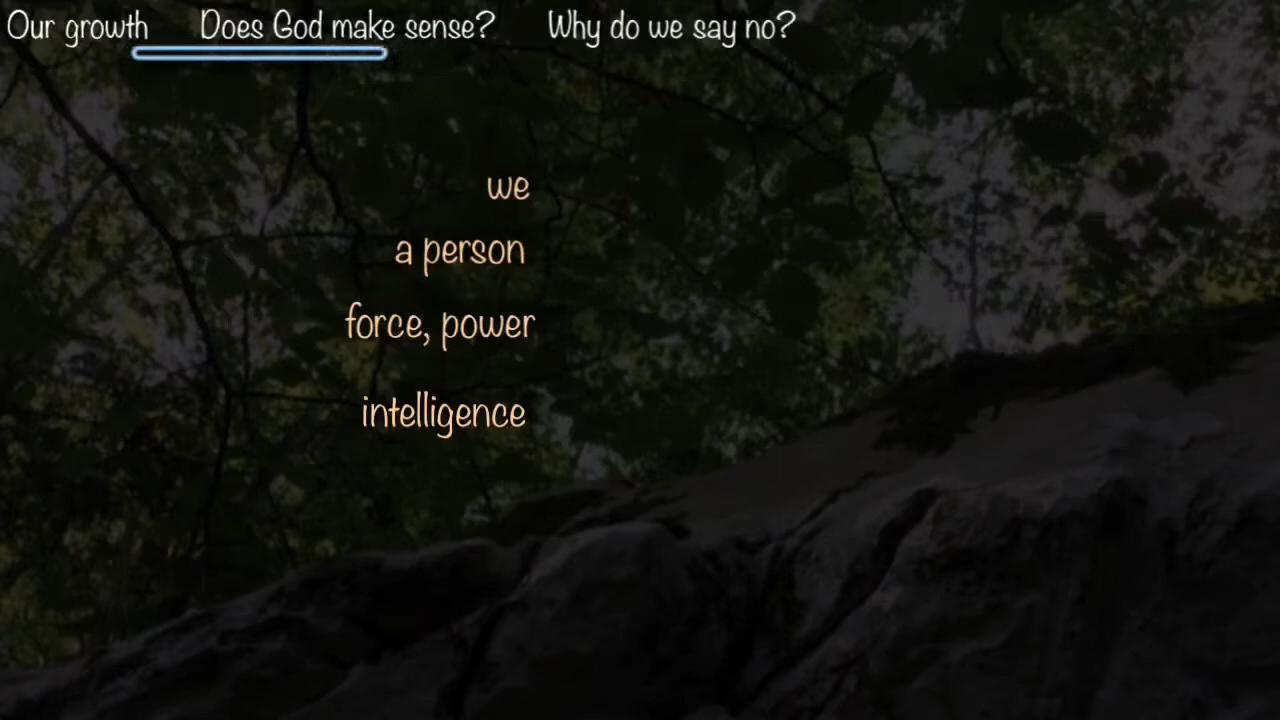 Our growth Does God make sense? Why do we say no?
we
a person
force, power
intelligence